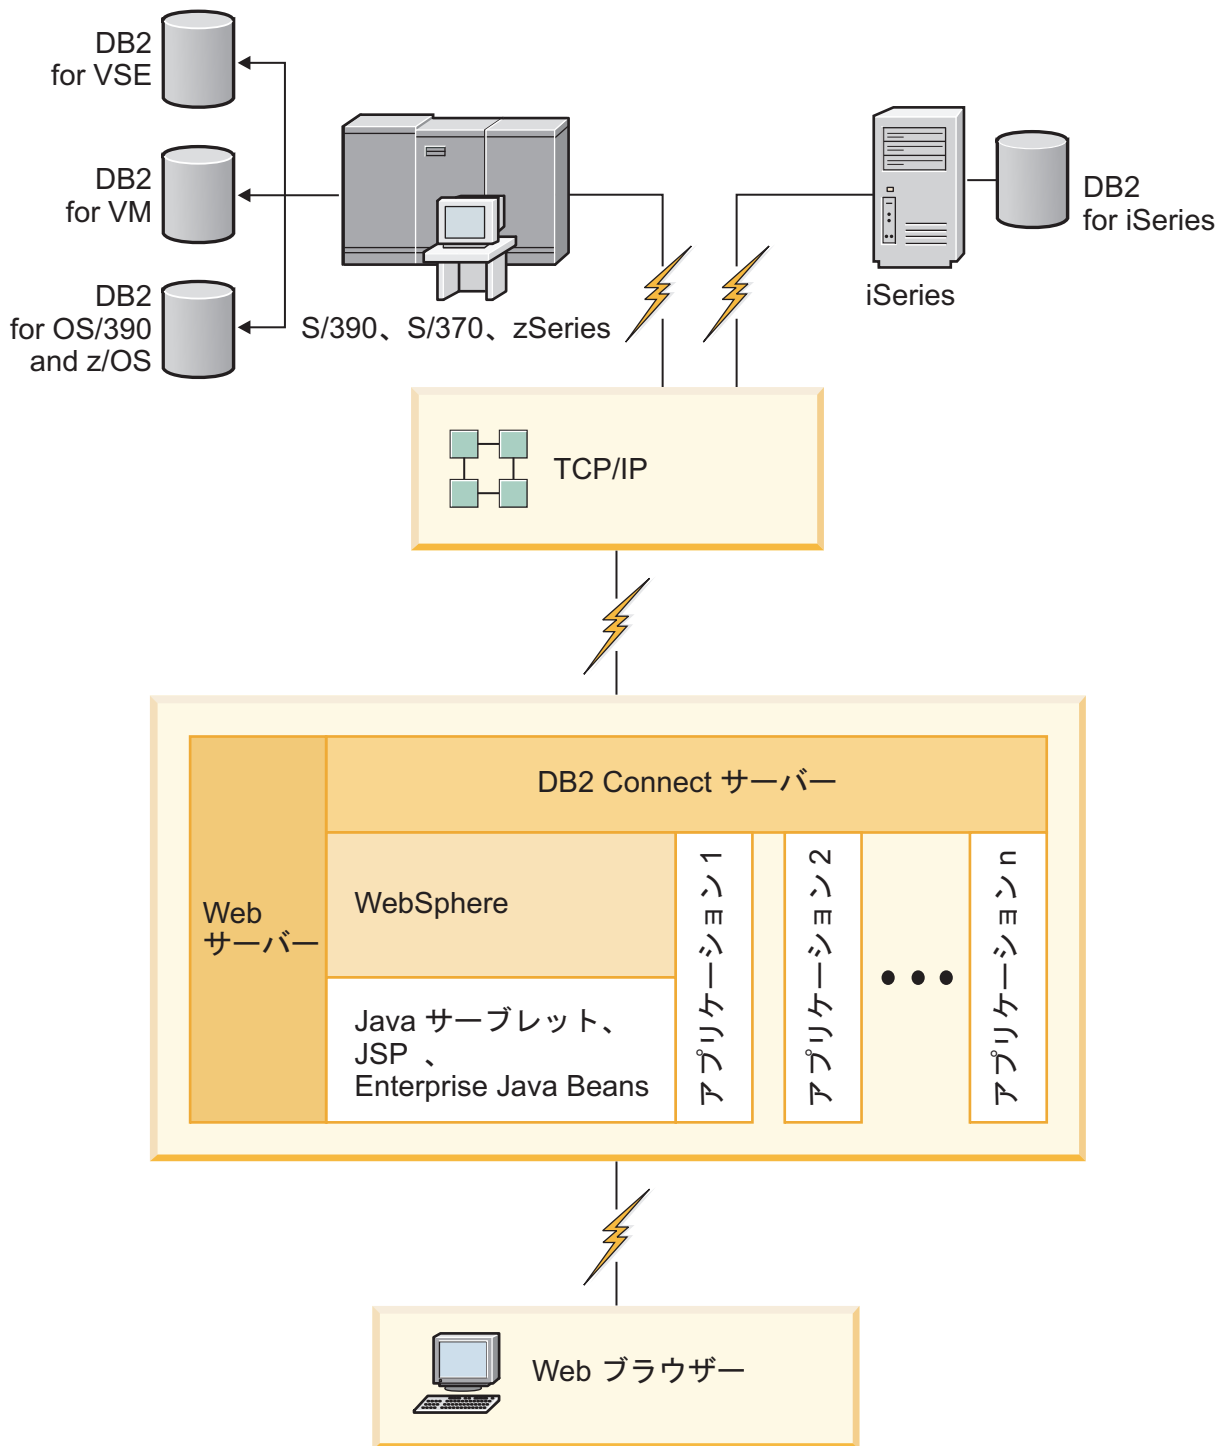 DB2
for VSE
DB2
for VM
DB2
for OS/390
and z/OS
S/390、S/370、zSeries
iSeries
DB2
for iSeries
TCP/IP
DB2 Connect サーバー
Web
サーバー
WebSphere
Java サーブレット、
JSP 、
Enterprise Java Beans
アプリケーション 1
アプリケーション 2
アプリケーション n
Web ブラウザー